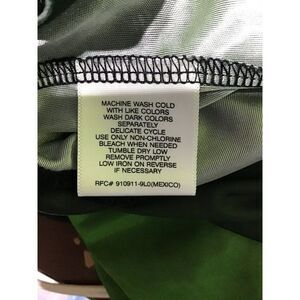 MACHINE WASH COLD
WITH LIKE COLORS
WASH DARK COLORS
SEPARATELY
DELICATE CYCLE
USE ONLY NON-CHLORINE
BLEACH WHEN NEEDED
TUMBLE DRY LOW
REMOVE PROMPTLY
LOW IRON ON REVERSE
IF NECESSARY
RFC# 910911-9L0(MEXICO)